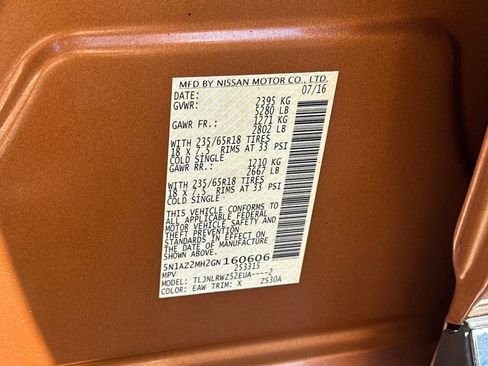 MFD BY NISSAN MOTOR CO., LTD.
DATE: 07/16
GVWR: 2395 KG
5280 LB
GAWR FR.: 1271 KG
2802 LB
WITH 235/65R18 TIRES
18 X 7.5 RIMS AT 33 PSI
COLD SINGLE
GAWR RR.: 1210 KG
2667 LB
WITH 235/65R18 TIRES
18 X 7.5 RIMS AT 33 PSI
COLD SINGLE
THIS VEHICLE CONFORMS TO
ALL APPLICABLE FEDERAL
MOTOR VEHICLE SAFETY AND
STANDARDS IN EFFECT ON
THE DATE OF MANUFACTURE
SHOWN ABOVE.
5N1AZ2MH2GN160606
MPV 253315
MODEL: TLJNLRWZ52EUA----2
COLOR: EAW TRIM: X ZS30A